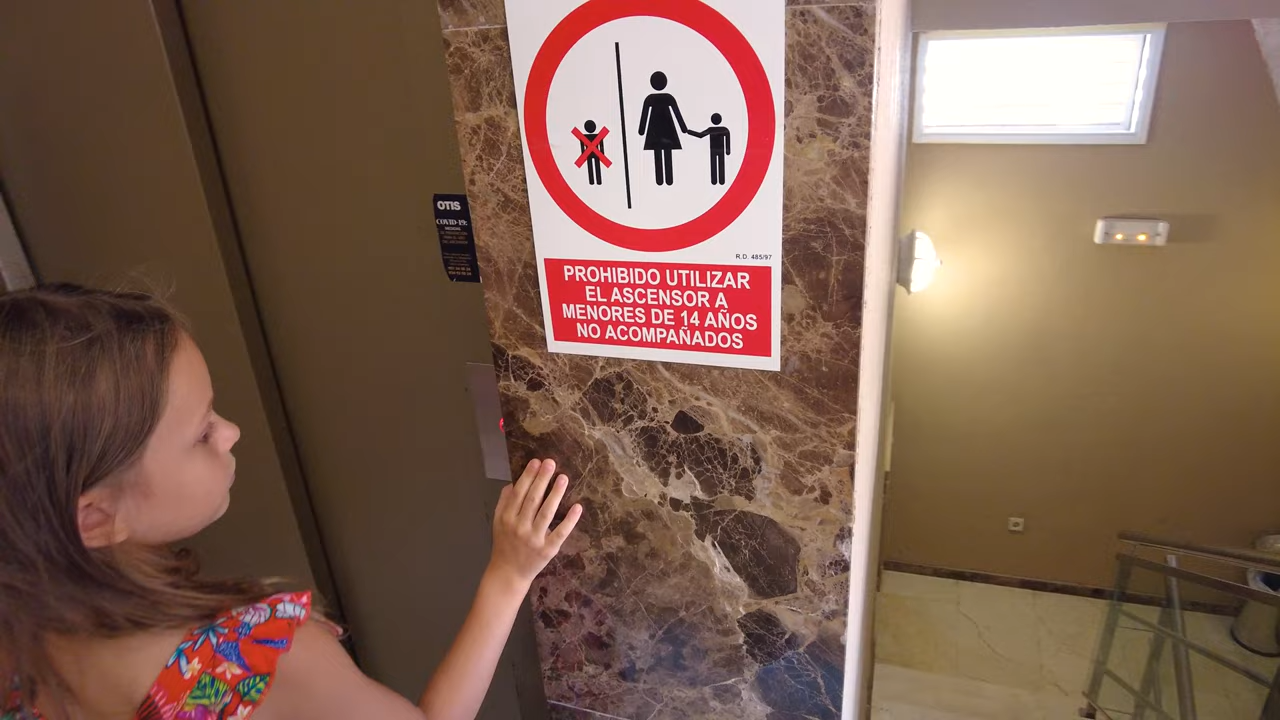 R.D. 485/97
PROHIBIDO UTILIZAR
EL ASCENSOR A
MENORES DE 14 AÑOS
NO ACOMPAÑADOS
OTIS
COVID-19: